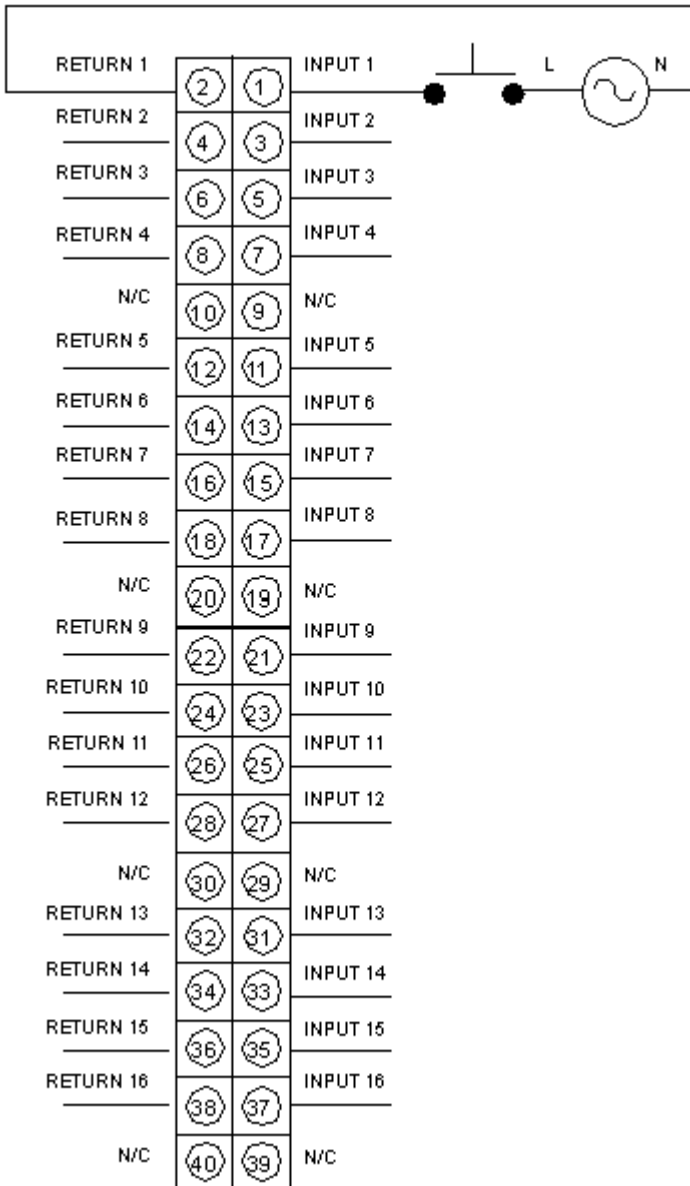 RETURN 1 2 1 INPUT 1 L N
RETURN 2 4 3 INPUT 2
RETURN 3 6 5 INPUT 3
RETURN 4 8 7 INPUT 4
N/C 10 9 N/C
RETURN 5 12 11 INPUT 5
RETURN 6 14 13 INPUT 6
RETURN 7 16 15 INPUT 7
RETURN 8 18 17 INPUT 8
N/C 20 19 N/C
RETURN 9 22 21 INPUT 9
RETURN 10 24 23 INPUT 10
RETURN 11 26 25 INPUT 11
RETURN 12 28 27 INPUT 12
N/C 30 29 N/C
RETURN 13 32 31 INPUT 13
RETURN 14 34 33 INPUT 14
RETURN 15 36 35 INPUT 15
RETURN 16 38 37 INPUT 16
N/C 40 39 N/C